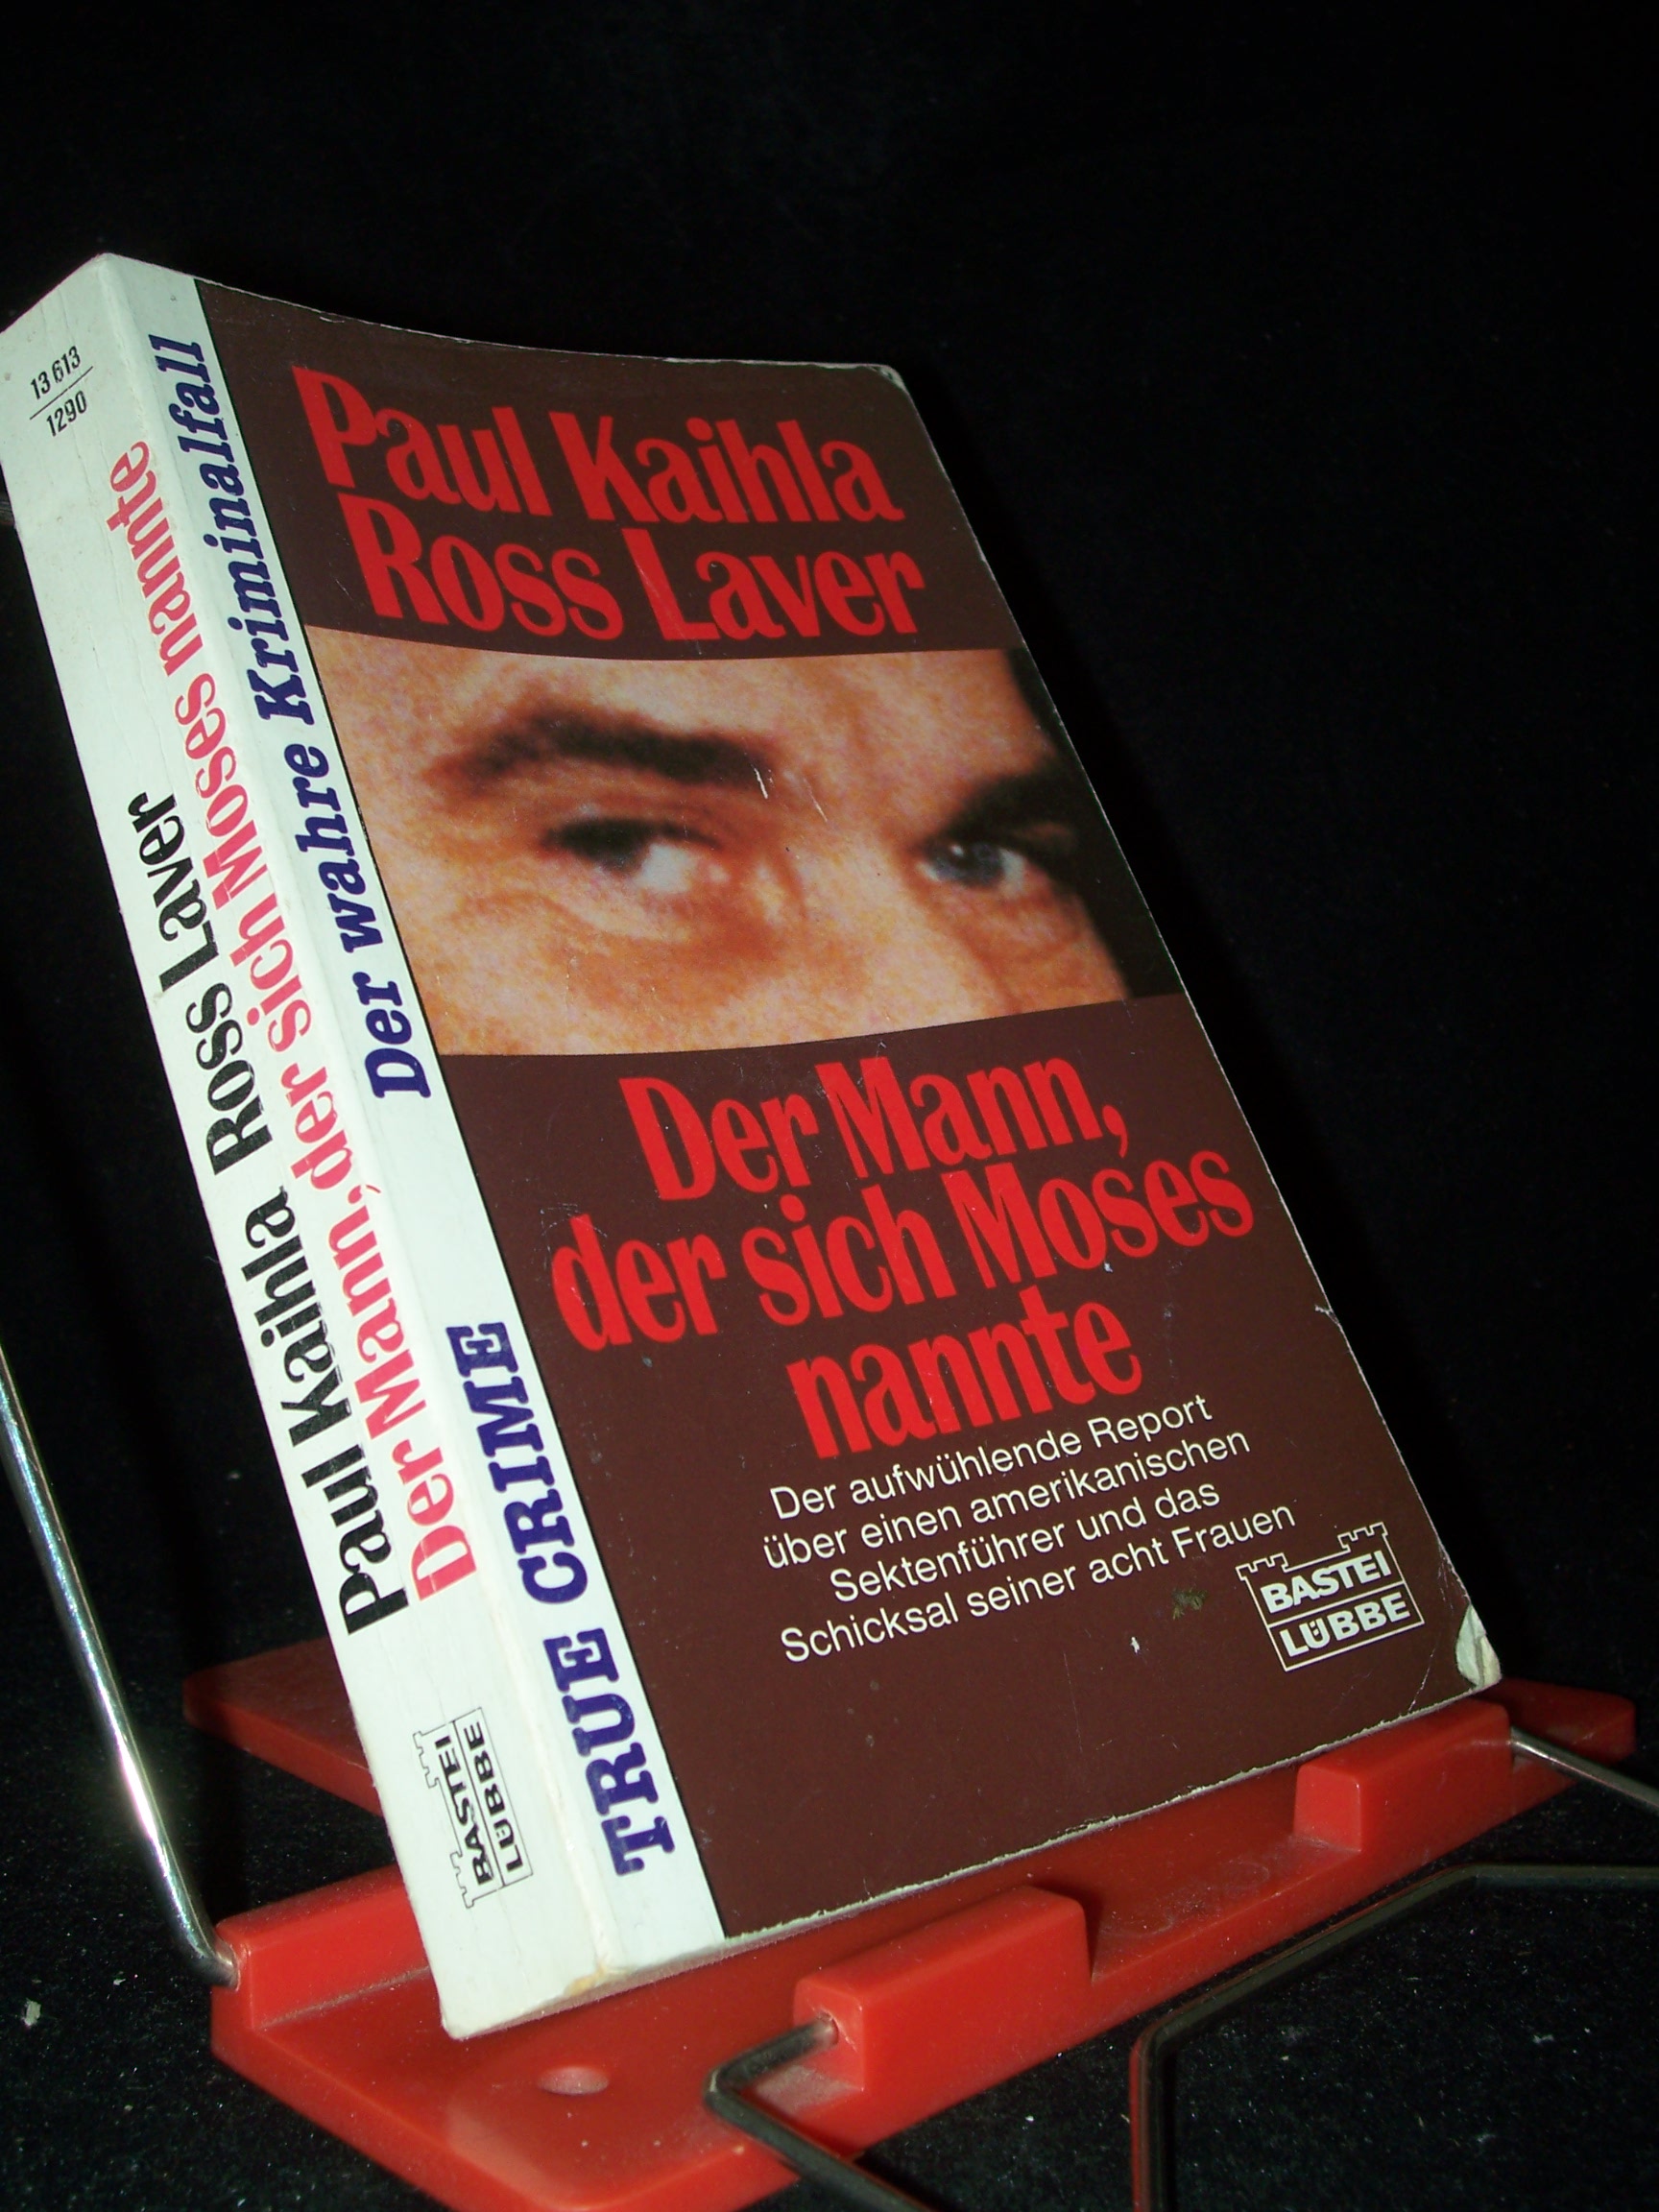 13 613
1290
Paul Kaihla Ross Laver
Der Mann, der sich Moses nannte
BASTEI
LÜBBE
TRUE CRIME Der wahre Kriminalfall
Paul Kaihla
Ross Laver
Der Mann,
der sich Moses
nannte
Der aufwühlende Report
über einen amerikanischen
Sektenführer und das
Schicksal seiner acht Frauen
BASTEI
LÜBBE